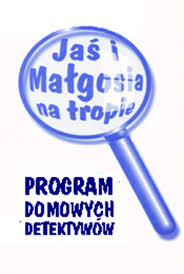 Jaś i
Małgosia
na tropie
PROGRAM
DOMOWYCH
DETEKTYWÓW